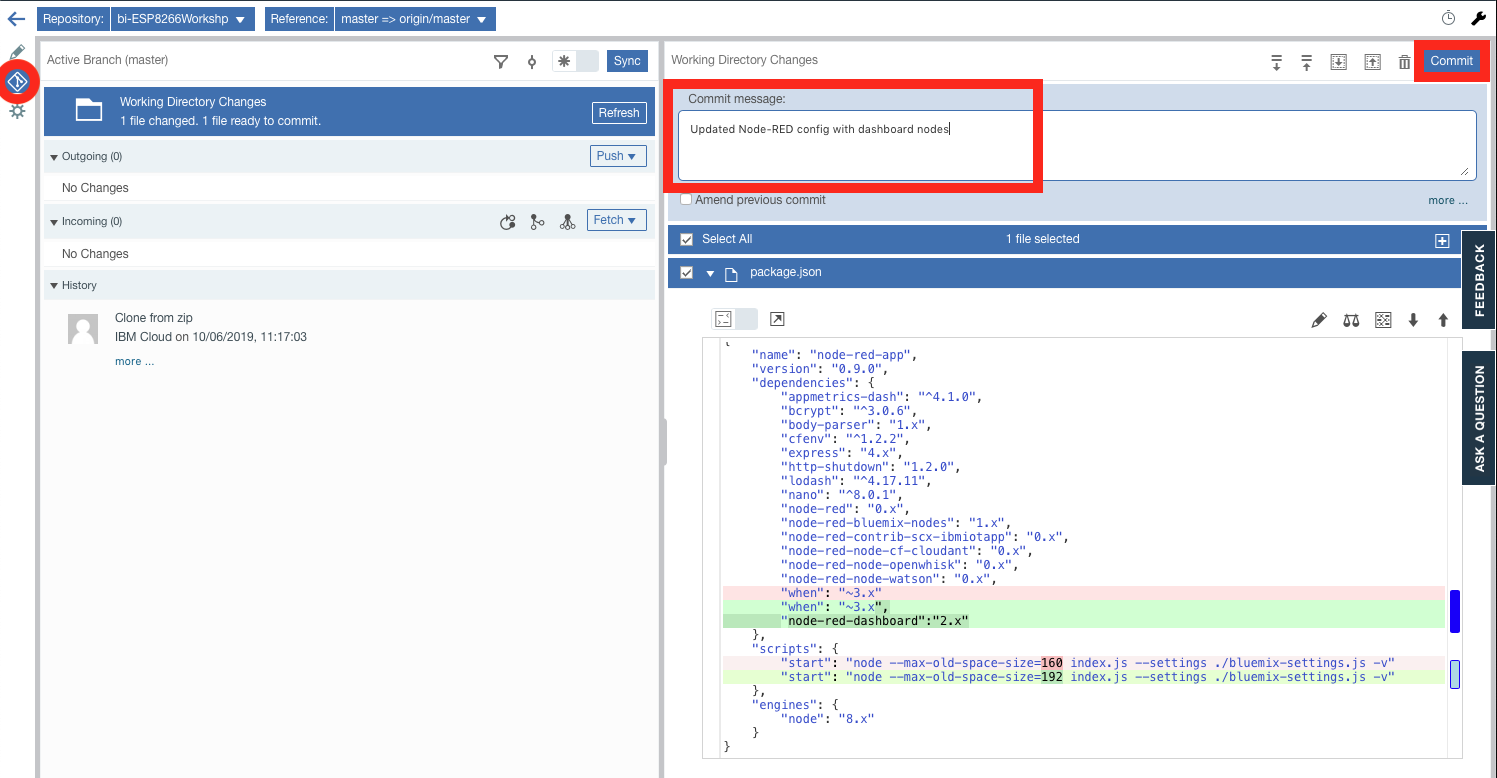 Repository: bi-ESP8266Workshp Reference: master => origin/master
Active Branch (master) Sync
Working Directory Changes
1 file changed. 1 file ready to commit.
Refresh
Outgoing (0) Push
No Changes
Incoming (0) Fetch
No Changes
History
Clone from zip
IBM Cloud on 10/06/2019, 11:17:03
more ...
Working Directory Changes Commit
Commit message:
Updated Node-RED config with dashboard nodes
Amend previous commit more ...
Select All 1 file selected
package.json
{
"name": "node-red-app",
"version": "0.9.0",
"dependencies": {
"appmetrics-dash": "^4.1.0",
"bcrypt": "^3.0.6",
"body-parser": "1.x",
"cfenv": "^1.2.2",
"express": "4.x",
"http-shutdown": "1.2.0",
"lodash": "^4.17.11",
"nano": "^8.0.1",
"node-red": "0.x",
"node-red-bluemix-nodes": "1.x",
"node-red-contrib-scx-ibmiotapp": "0.x",
"node-red-node-cf-cloudant": "0.x",
"node-red-node-openwhisk": "0.x",
"node-red-node-watson": "0.x",
"when": "~3.x"
"when": "~3.x",
"node-red-dashboard":"2.x"
},
"scripts": {
"start": "node --max-old-space-size=160 index.js --settings ./bluemix-settings.js -v"
"start": "node --max-old-space-size=192 index.js --settings ./bluemix-settings.js -v"
},
"engines": {
"node": "8.x"
}
}
FEEDBACK
ASK A QUESTION